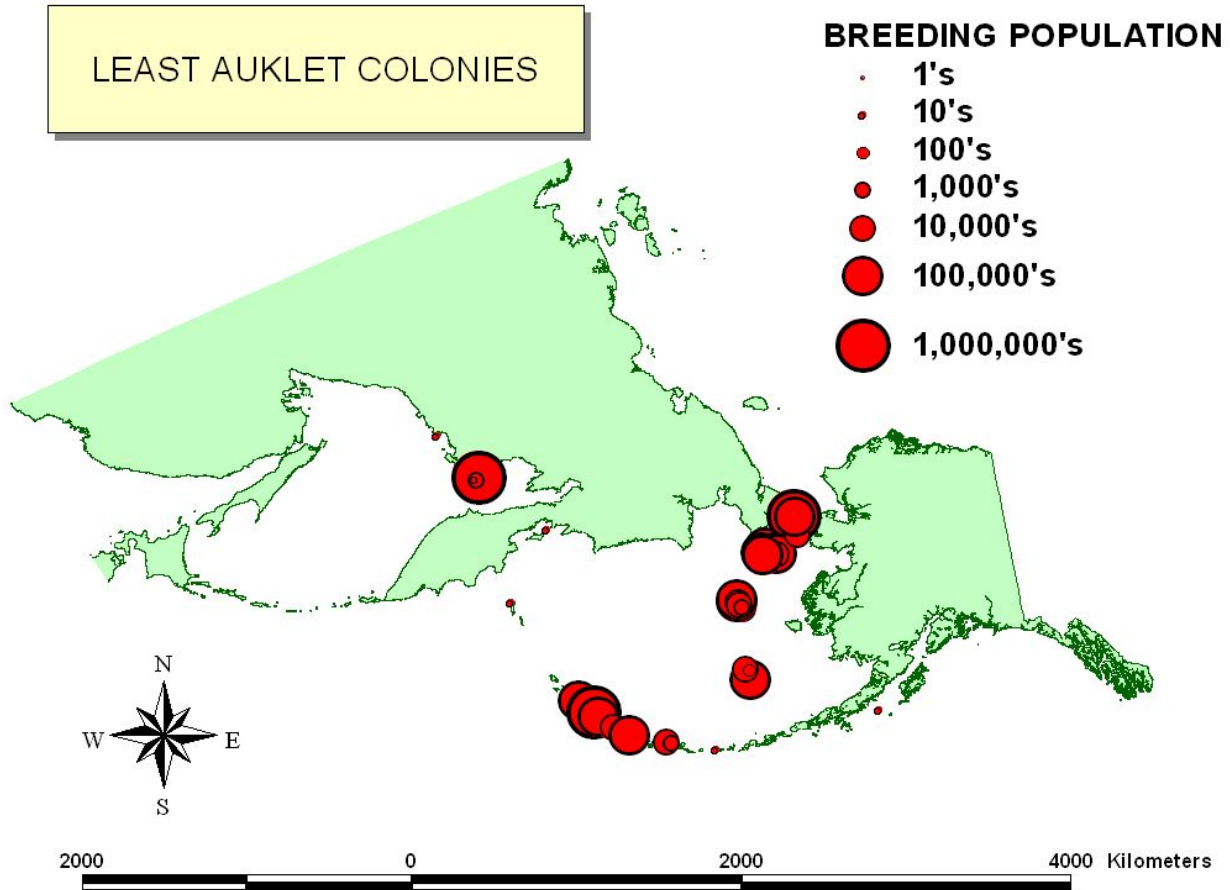 LEAST AUKLET COLONIES
BREEDING POPULATION
1's
10's
100's
1,000's
10,000's
100,000's
1,000,000's
N
W E
S
2000 0 2000 4000 Kilometers